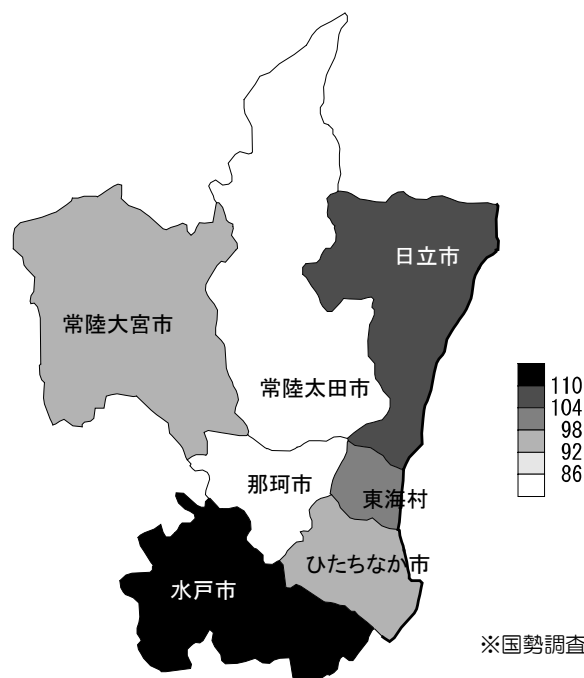 日立市
常陸大宮市
常陸太田市
那珂市
東海村
ひたちなか市
水戸市
110
104
98
92
86
※国勢調査